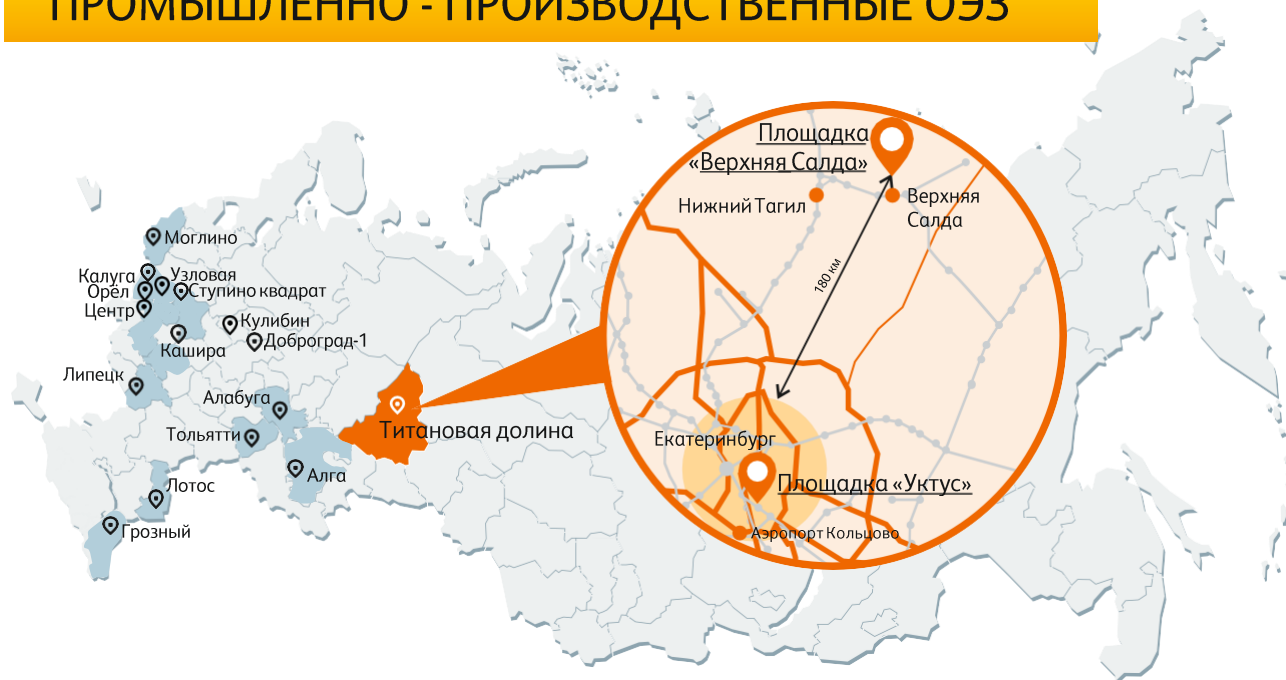 ПРОМЫШЛЕННО - ПРОИЗВОДСТВЕННЫЕ ОЭЗ
Площадка
«Верхняя Салда»
Нижний Тагил
Верхняя
Салда
180 км
Моглино
Калуга
Узловая
Орёл
Ступино квадрат
Центр
Кулибин
Доброград-1
Кашира
Липецк
Алабуга
Титановая долина
Тольятти
Алга
Лотос
Грозный
Екатеринбург
Площадка «Уктус»
Аэропорт Кольцово